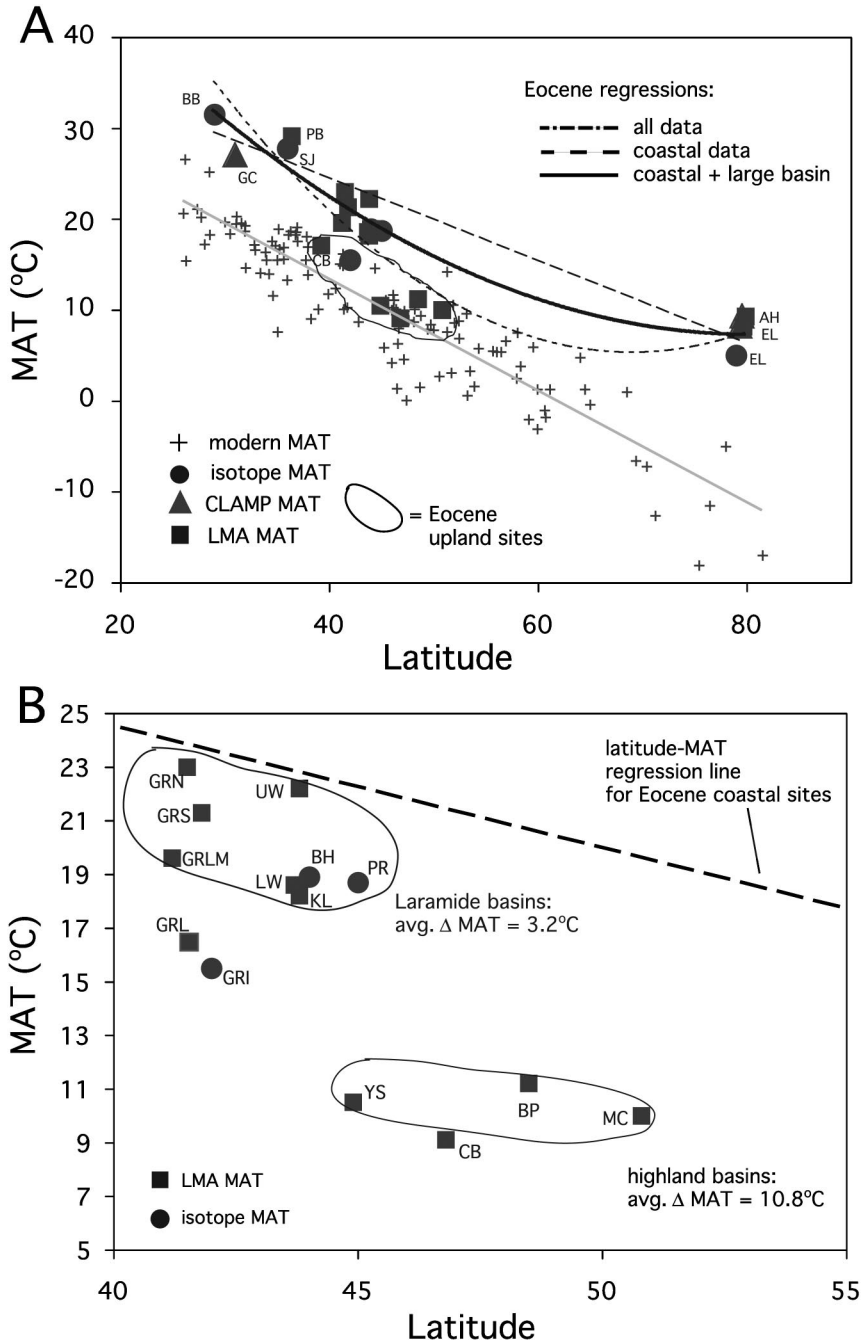 A
40
30
20
10
0
-10
-20
MAT (ºC)
BB
PB
SJ
GC
CB
AH
EL
EL
Eocene regressions:
all data
coastal data
coastal + large basin
modern MAT
isotope MAT
CLAMP MAT
LMA MAT
= Eocene
upland sites
20
40
60
80
Latitude
B
25
23
21
19
17
15
13
11
9
7
5
MAT (ºC)
latitude-MAT
regression line
for Eocene coastal sites
GRN
UW
GRS
GRLM
BH
PR
LW
KL
Laramide basins:
avg. Δ MAT = 3.2ºC
GRL
GRI
YS
BP
MC
CB
highland basins:
avg. Δ MAT = 10.8ºC
LMA MAT
isotope MAT
40
45
50
55
Latitude